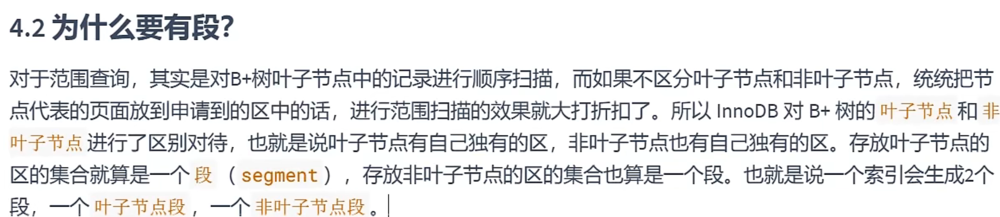 4.2 为什么要有段?
对于范围查询，其实是对B+树叶子节点中的记录进行顺序扫描，而如果不区分叶子节点和非叶子节点，统统把节
点代表的页面放到申请到的区中的话，进行范围扫描的效果就大打折扣了。所以 InnoDB 对 B+ 树的 叶子节点 和 非
叶子节点 进行了区别对待，也就是说叶子节点有自己独有的区，非叶子节点也有自己独有的区。存放叶子节点的
区的集合就算是一个 段 （segment），存放非叶子节点的区的集合也算是一个段。也就是说一个索引会生成2个
段，一个 叶子节点段 ，一个 非叶子节点段 。